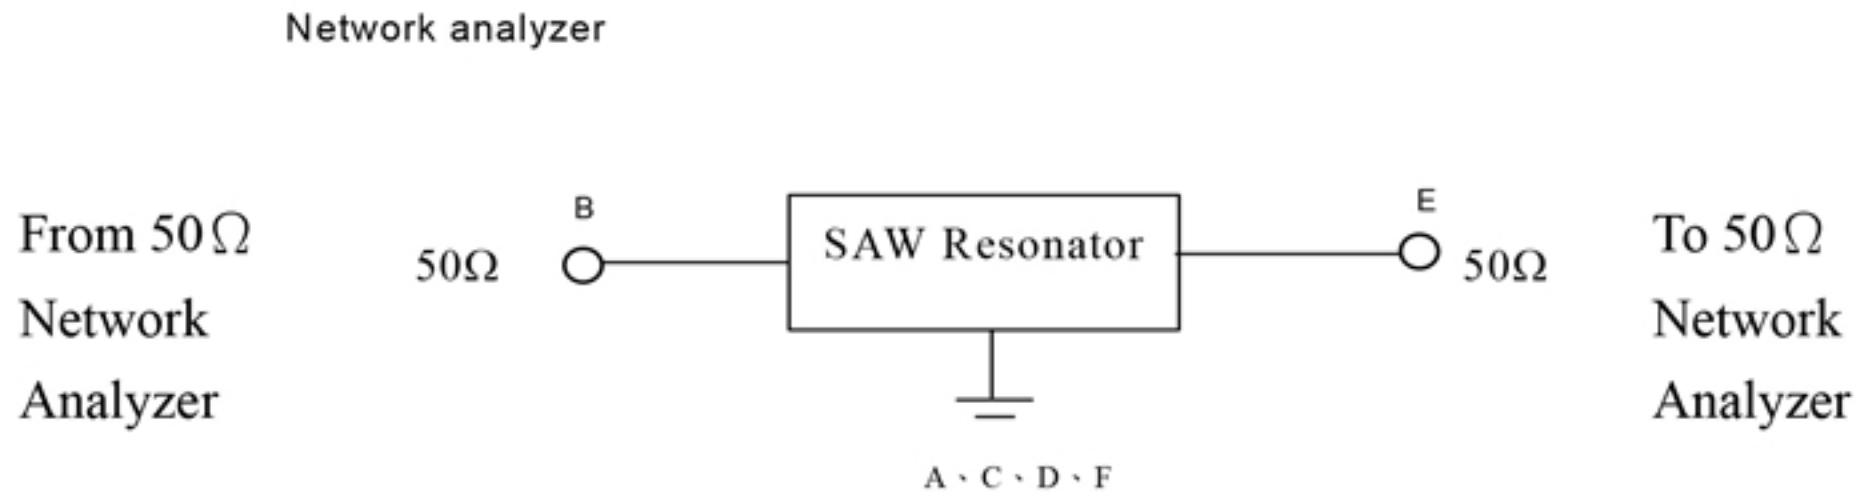 Network analyzer
From 50Ω
Network
Analyzer
50Ω
B
SAW Resonator
E
50Ω
To 50Ω
Network
Analyzer
A、C、D、F